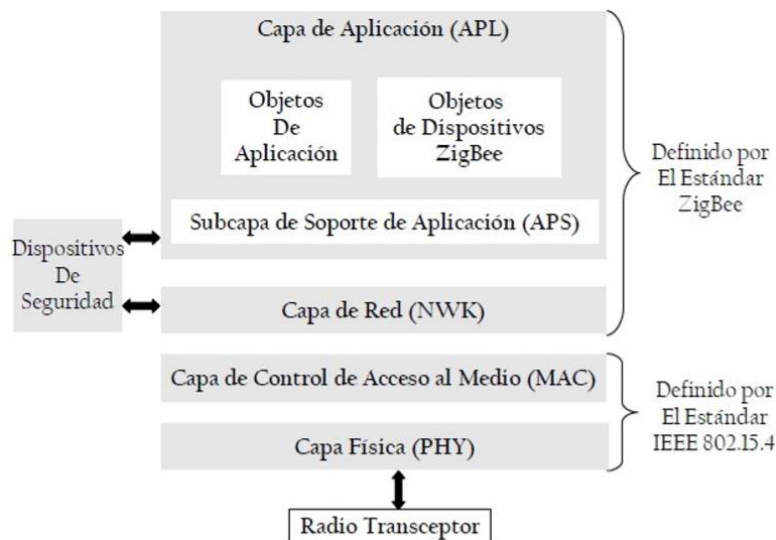 Capa de Aplicación (APL)
Objetos
De
Aplicación
Objetos
de Dispositivos
ZigBee
Subcapa de Soporte de Aplicación (APS)
Definido por
El Estándar
ZigBee
Dispositivos
De
Seguridad
Capa de Red (NWK)
Capa de Control de Acceso al Medio (MAC)
Definido por
El Estándar
IEEE 802.15.4
Capa Física (PHY)
Radio Transceptor